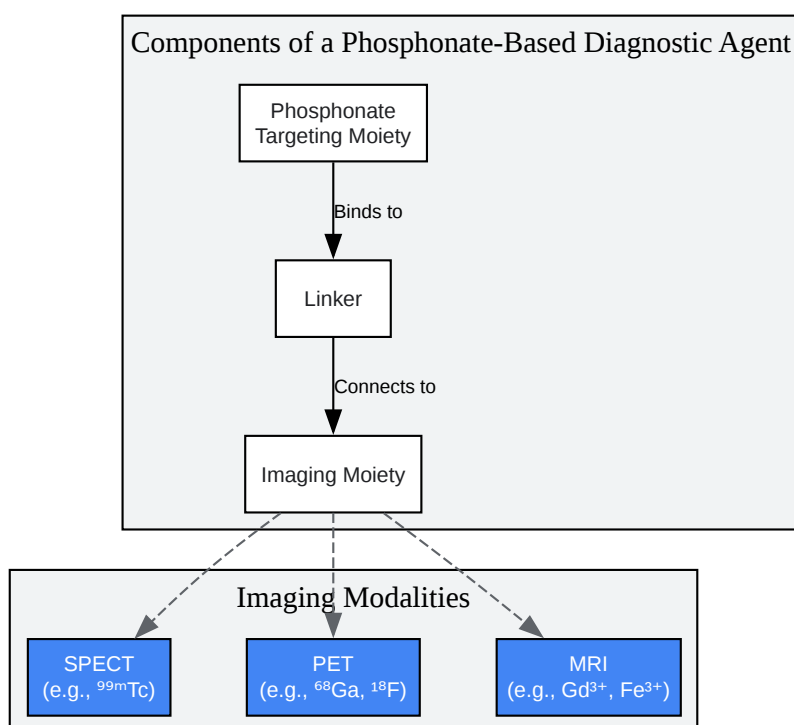 Components of a Phosphonate-Based Diagnostic Agent
Phosphonate
Targeting Moiety
Binds to
Linker
Connects to
Imaging Moiety
Imaging Modalities
SPECT
(e.g., ⁹⁹ᵐTc)
PET
(e.g., ⁶⁸Ga, ¹⁸F)
MRI
(e.g., Gd³⁺, Fe³⁺)